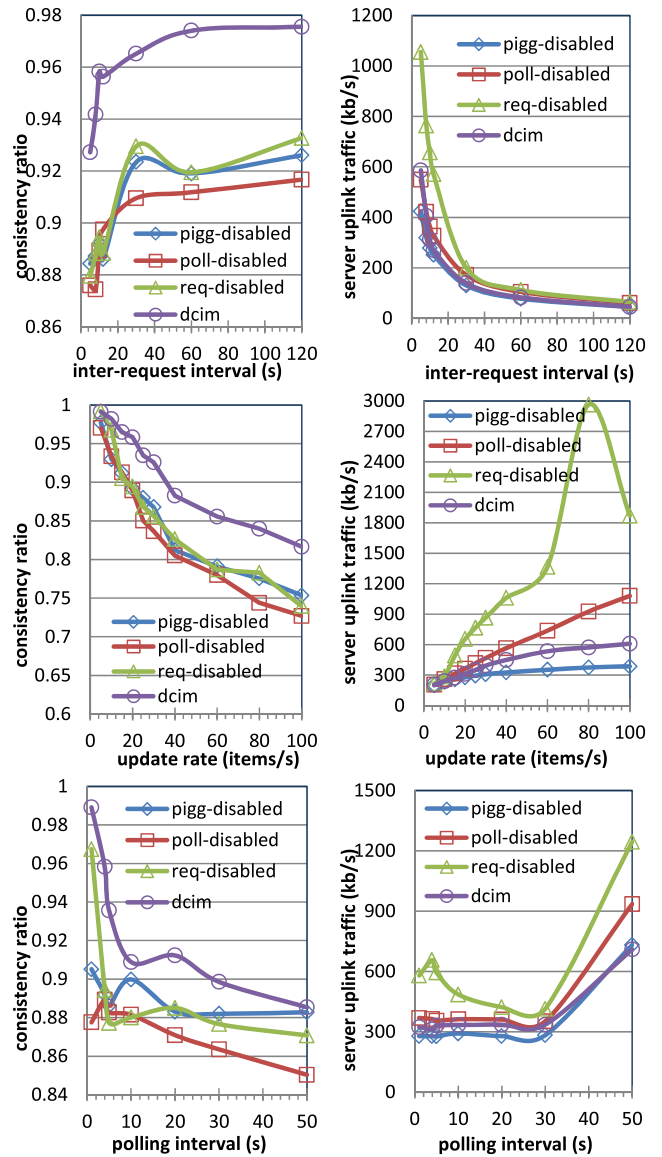 0.98
0.96
0.94
0.92
0.9
0.88
0.86
consistency ratio
pigg-disabled
poll-disabled
req-disabled
dcim
0 20 40 60 80 100 120
inter-request interval (s)
1200
1000
800
600
400
200
0
server uplink traffic (kb/s)
pigg-disabled
poll-disabled
req-disabled
dcim
0 20 40 60 80 100 120
inter-request interval (s)
1
0.95
0.9
0.85
0.8
0.75
0.7
0.65
0.6
consistency ratio
pigg-disabled
poll-disabled
req-disabled
dcim
0 20 40 60 80 100
update rate (items/s)
3000
2700
2400
2100
1800
1500
1200
900
600
300
0
server uplink traffic (kb/s)
pigg-disabled
poll-disabled
req-disabled
dcim
0 20 40 60 80 100
update rate (items/s)
1
0.98
0.96
0.94
0.92
0.9
0.88
0.86
0.84
consistency ratio
pigg-disabled
poll-disabled
req-disabled
dcim
0 10 20 30 40 50
polling interval (s)
1500
1200
900
600
300
0
server uplink traffic (kb/s)
pigg-disabled
poll-disabled
req-disabled
dcim
0 10 20 30 40 50
polling interval (s)